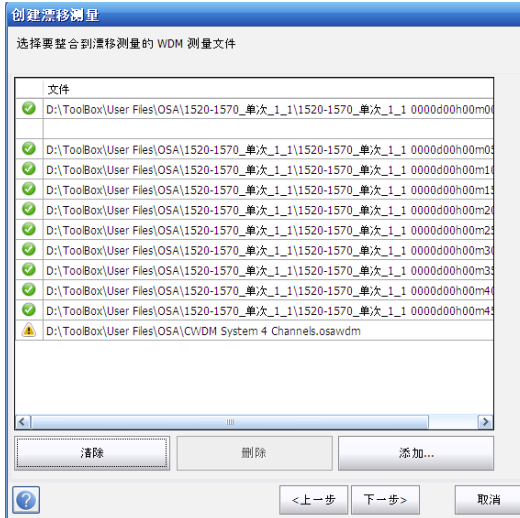 创建漂移测量
选择要整合到漂移测量的 WDM 测量文件
文件
D:\ToolBox\User Files\OSA\1520-1570_单次_1_1\1520-1570_单次_1_1 0000d00h00m0
D:\ToolBox\User Files\OSA\1520-1570_单次_1_1\1520-1570_单次_1_1 0000d00h00m05
D:\ToolBox\User Files\OSA\1520-1570_单次_1_1\1520-1570_单次_1_1 0000d00h00m10
D:\ToolBox\User Files\OSA\1520-1570_单次_1_1\1520-1570_单次_1_1 0000d00h00m15
D:\ToolBox\User Files\OSA\1520-1570_单次_1_1\1520-1570_单次_1_1 0000d00h00m20
D:\ToolBox\User Files\OSA\1520-1570_单次_1_1\1520-1570_单次_1_1 0000d00h00m25
D:\ToolBox\User Files\OSA\1520-1570_单次_1_1\1520-1570_单次_1_1 0000d00h00m30
D:\ToolBox\User Files\OSA\1520-1570_单次_1_1\1520-1570_单次_1_1 0000d00h00m35
D:\ToolBox\User Files\OSA\1520-1570_单次_1_1\1520-1570_单次_1_1 0000d00h00m40
D:\ToolBox\User Files\OSA\1520-1570_单次_1_1\1520-1570_单次_1_1 0000d00h00m45
D:\ToolBox\User Files\OSA\CWDM System 4 Channels.osawdm
清除 删除 添加...
<上一步 下一步> 取消